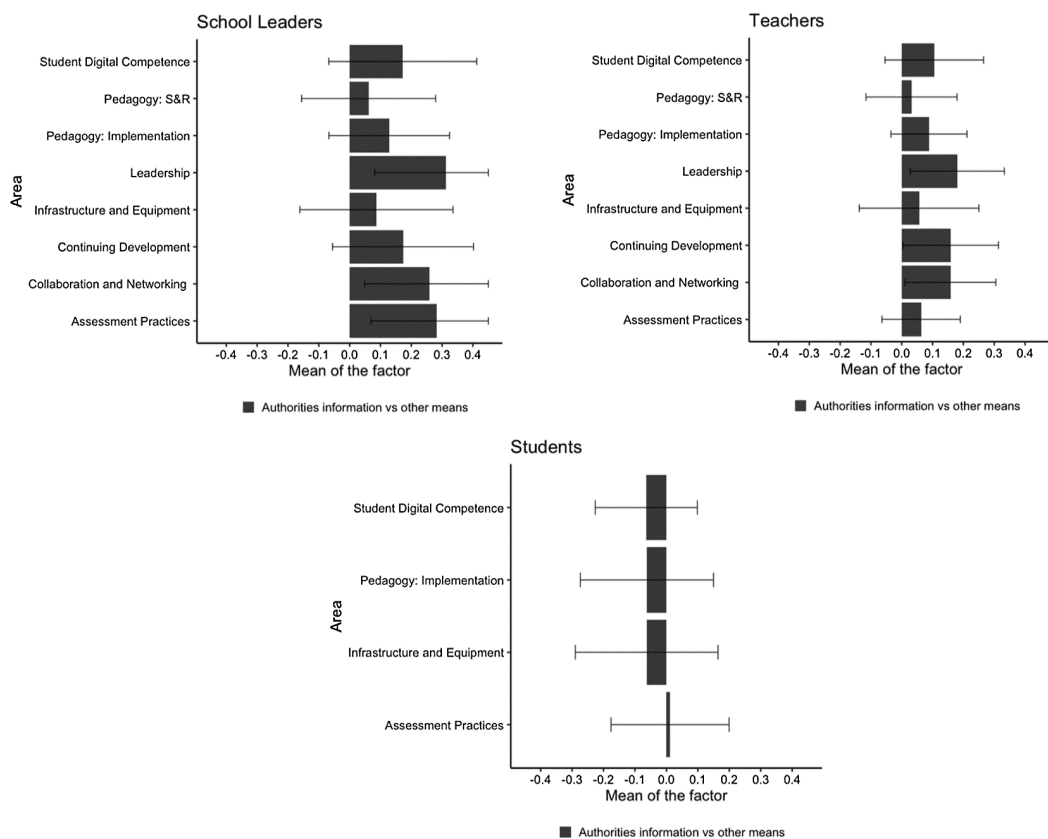 School Leaders
Area
Student Digital Competence
Pedagogy: S&R
Pedagogy: Implementation
Leadership
Infrastructure and Equipment
Continuing Development
Collaboration and Networking
Assessment Practices
-0.4 -0.3 -0.2 -0.1 0.0 0.1 0.2 0.3 0.4
Mean of the factor
Authorities information vs other means
Teachers
Area
Student Digital Competence
Pedagogy: S&R
Pedagogy: Implementation
Leadership
Infrastructure and Equipment
Continuing Development
Collaboration and Networking
Assessment Practices
-0.4 -0.3 -0.2 -0.1 0.0 0.1 0.2 0.3 0.4
Mean of the factor
Authorities information vs other means
Students
Area
Student Digital Competence
Pedagogy: Implementation
Infrastructure and Equipment
Assessment Practices
-0.4 -0.3 -0.2 -0.1 0.0 0.1 0.2 0.3 0.4
Mean of the factor
Authorities information vs other means